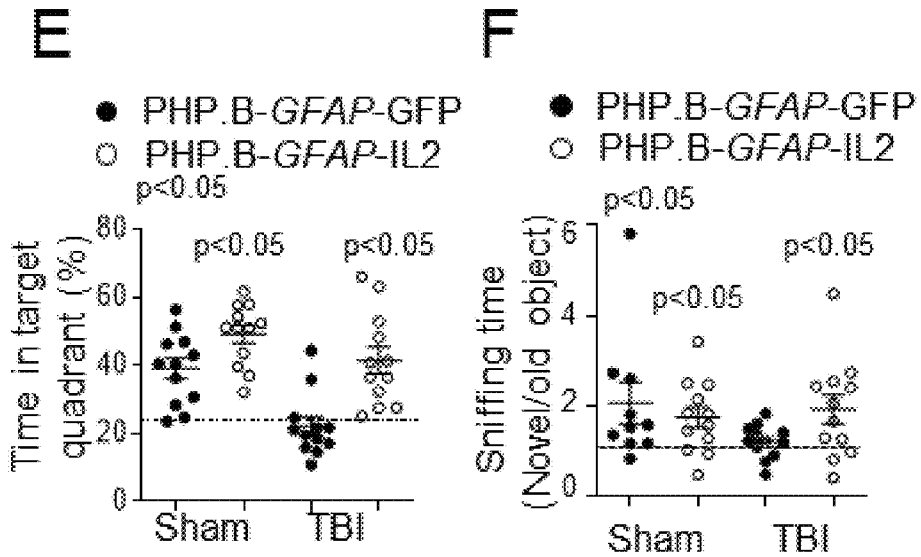 E
PHP.B-GFAP-GFP
PHP.B-GFAP-IL2
p<0.05
p<0.05
p<0.05
Time in target
quadrant (%)
80
60
40
20
0
Sham
TBI
F
PHP.B-GFAP-GFP
PHP.B-GFAP-IL2
p<0.05
p<0.05
p<0.05
Sniffing time
(Novel/old object)
6
4
2
0
Sham
TBI